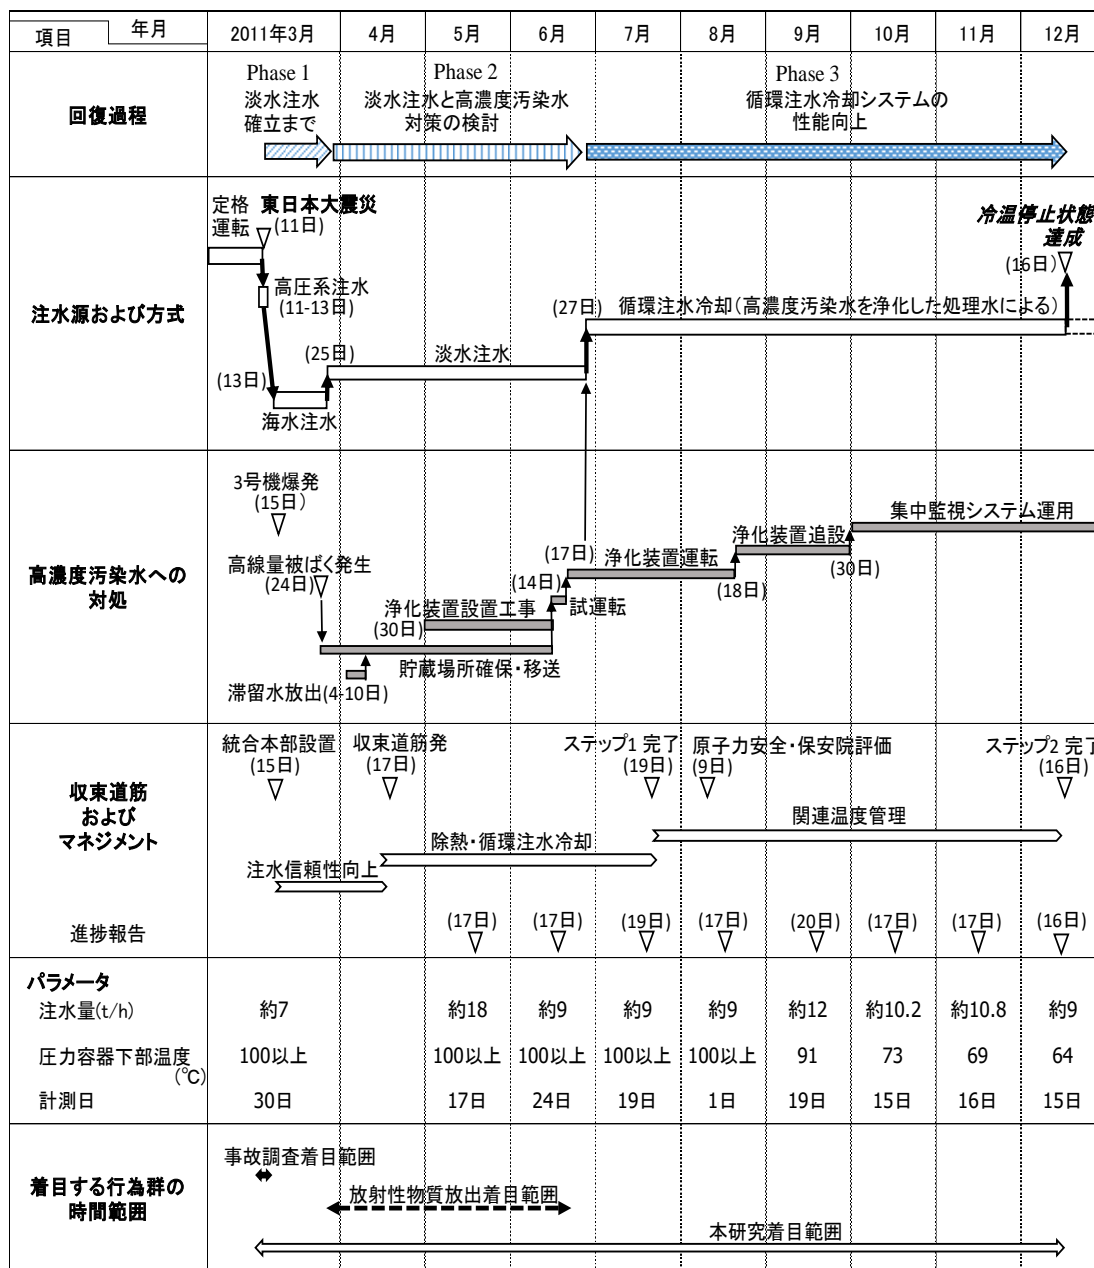 年月
項目
2011年3月 4月 5月 6月 7月 8月 9月 10月 11月 12月
回復過程
Phase 1
淡水注水
確立まで
Phase 2
淡水注水と高濃度汚染水
対策の検討
Phase 3
循環注水冷却システムの
性能向上
注水源および方式
定格
運転
東日本大震災
(11日)
高圧系注水
(11-13日)
(13日)
海水注水
(25日)
淡水注水
(27日)
循環注水冷却(高濃度汚染水を浄化した処理水による)
冷温停止状態
達成
(16日)
高濃度汚染水への
対処
3号機爆発
(15日)
高線量被ばく発生
(24日)
滞留水放出(4-10日)
貯蔵場所確保・移送
浄化装置設置工事
(30日)
(14日)
試運転
(17日)
浄化装置運転
(18日)
浄化装置追設
(30日)
集中監視システム運用
収束道筋
および
マネジメント
統合本部設置
(15日)
収束道筋発
(17日)
ステップ1 完了
(19日)
原子力安全・保安院評価
(9日)
ステップ2 完了
(16日)
関連温度管理
除熱・循環注水冷却
注水信頼性向上
進捗報告
(17日) (17日) (19日) (17日) (20日) (17日) (17日) (16日)
パラメータ
注水量(t/h) 約7 約18 約9 約9 約9 約12 約10.2 約10.8 約9
圧力容器下部温度 100以上 100以上 100以上 100以上 100以上 91 73 69 64
(℃)
計測日 30日 17日 24日 19日 1日 19日 15日 16日 15日
着目する行為群の
時間範囲
事故調査着目範囲
放射性物質放出着目範囲
本研究着目範囲